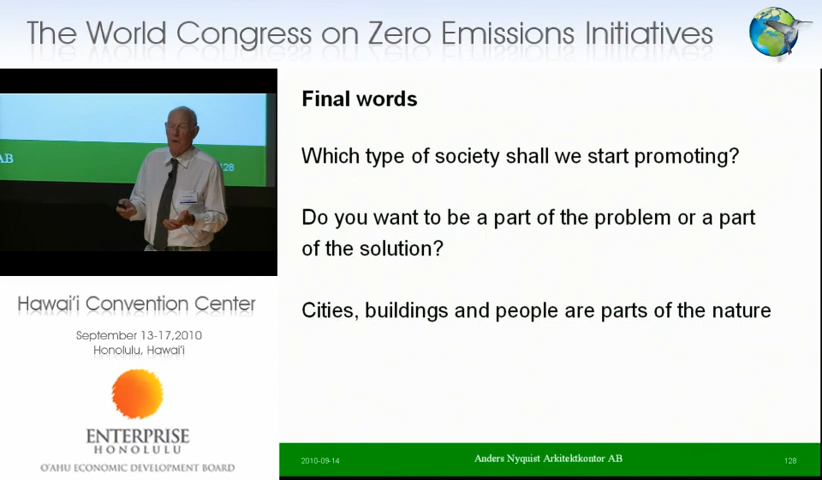 The World Congress on Zero Emissions Initiatives
AB
128
Final words
Which type of society shall we start promoting?
Do you want to be a part of the problem or a part
of the solution?
Cities, buildings and people are parts of the nature
Hawai'i Convention Center
September 13-17,2010
Honolulu, Hawai'i
ENTERPRISE
HONOLULU
O'AHU ECONOMIC DEVELOPMENT BOARD
2010-09-14
Anders Nyquist Arkitektkontor AB
128